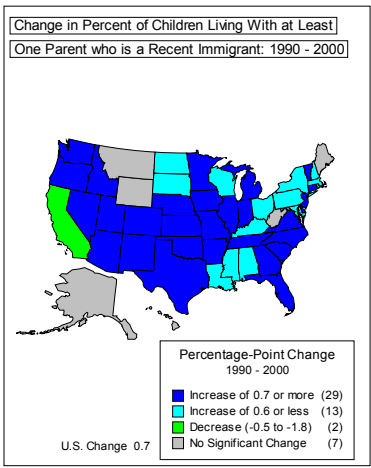 Change in Percent of Children Living With at Least
One Parent who is a Recent Immigrant: 1990 - 2000
Percentage-Point Change
1990 - 2000
Increase of 0.7 or more (29)
Increase of 0.6 or less (13)
Decrease (-0.5 to -1.8) (2)
No Significant Change (7)
U.S. Change 0.7